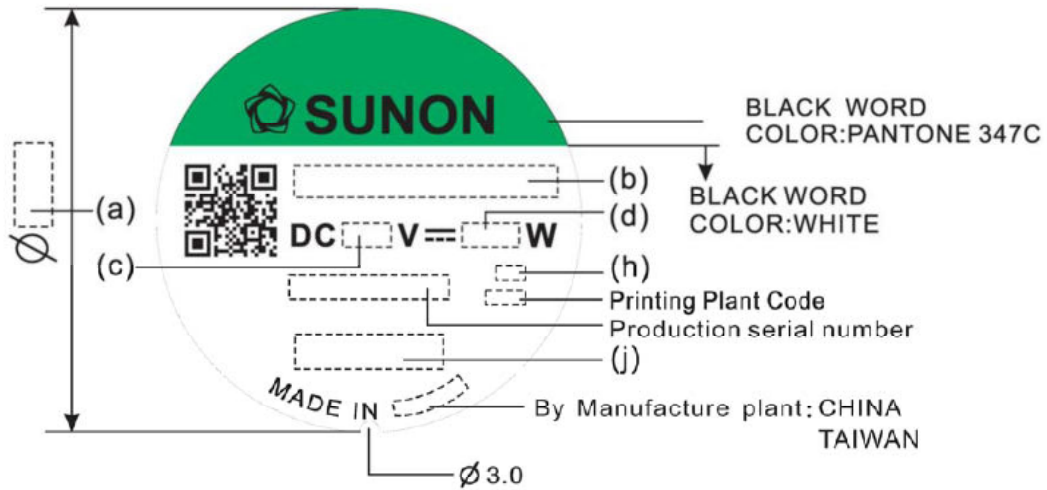 SUNON
BLACK WORD
COLOR:PANTONE 347C
BLACK WORD
COLOR:WHITE
(a)
(b)
(d)
DC V W
(c)
(h)
Printing Plant Code
Production serial number
(j)
MADE IN
By Manufacture plant: CHINA
TAIWAN
Ø
Ø 3.0